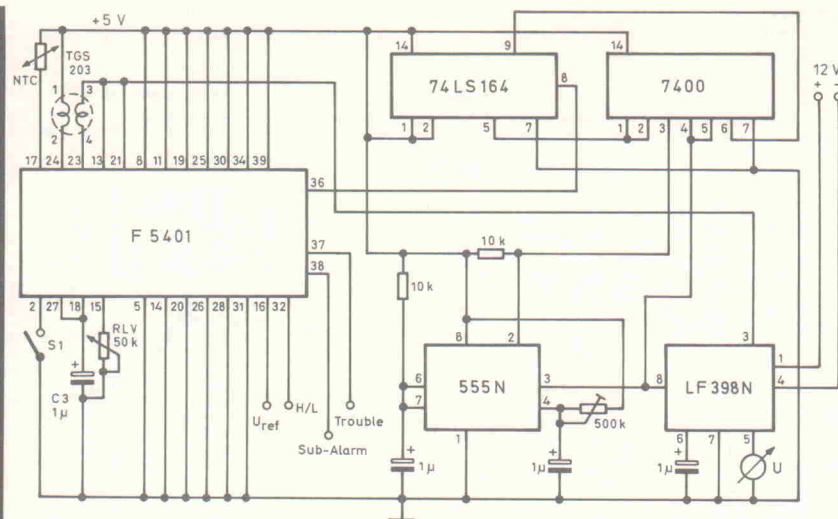 +5 V
NTC
TGS
203
1 3
2 4
17 24 23 13 21 8 11 19 25 30 34 39
F 5401
36
37
38
2 27 18 15 5 14 20 26 28 31 16 32
S1
+
C3
1µ
RLV
50k
Uref
H/L
Trouble
Sub-Alarm
14 9
74LS164
8
1 2 5 7
14
7400
1 2 3 4 5 6 7
12 V
+ -
10 k
10 k
8 2
555N
6
7
3
4
1
500k
+
1µ
+
1µ
3
LF398N
8
1
4
6 7 5
+
1µ
U